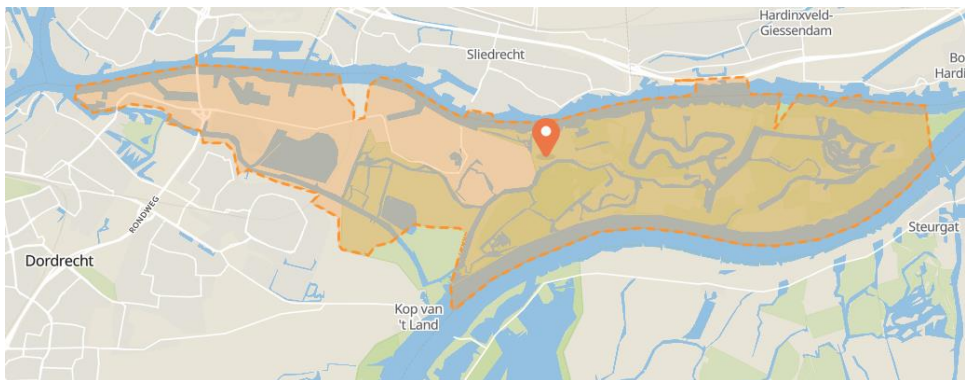 Hardinxveld-
Giessendam
Sliedrecht
Bo
Hardi
RONDWEG
Steurgat
Dordrecht
Kop van
't Land